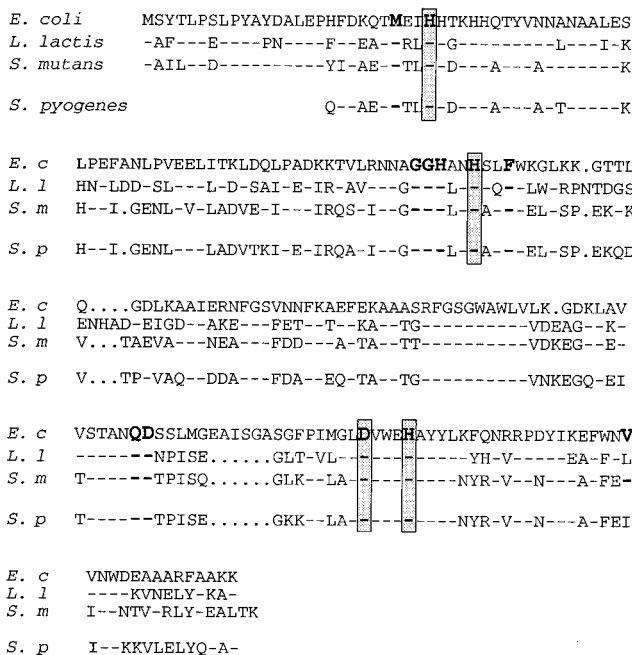 E. coli MSYTLPSLPYAYDALEPHFDKQTMEIHHTKHHQTYVNNANAALES
L. lactis -AF---E----PN-----F--EA--RL--G----------L---I-K
S. mutans -AIL--D-----------YI-AE--TL--D---A----A--------K
S. pyogenes Q--AE--TL--D---A----A-T-----K
E. c LPEFANLPVEELITKLDQLPADKKTVLRNNAGGHANHSLFWKGLKK.GTTL
L. l HN-LDD-SL---L-D-SAI-E-IR-AV---G---L--Q--LW-RPNTDGS
S. m H--I.GENL-V-LADVE-I---IRQS-I--G---L--A--EL-SP.EK-K
S. p H--I.GENL---LADVTKI-E-IRQA-I--G---L--A--EL-SP.EKQD
E. c Q....GDLKAAIERNFGSVNNFKAEFEKAAASRFGSGWAWLVLK.GDKLAV
L. l ENHAD-EIGD--AKE---FET--T--KA--TG----------VDEAG--K-
S. m V...TAEVA---NEA---FDD---A-TA--TT----------VDKEG--E-
S. p V...TP-VAQ--DDA---FDA--EQ-TA--TG----------VNKEGQ-EI
E. c VSTANQDSSLMGEAISGASGFPIMGLDVWEHAYYLKFQNRRPDYIKEFWNV
L. l --------NPISE......GLT-VL-------------YH-V-----EA-F-L
S. m T-------TPISQ......GLK--LA------------NYR-V--N---A-FE-
S. p T-------TPISE......GKK--LA------------NYR-V--N---A-FEI
E. c VNWDEAAARFAAKK
L. l ----KVNELY-KA-
S. m I--NTV-RLY-EALTK
S. p I--KKVLELYQ-A-